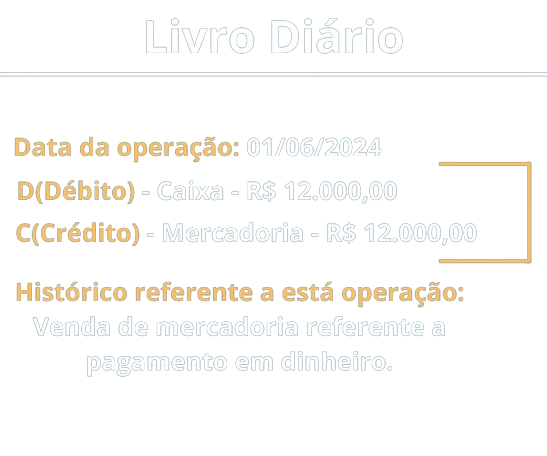 Livro Diário
Data da operação: 01/06/2024
D(Débito) - Caixa - R$ 12.000,00
C(Crédito) - Mercadoria - R$ 12.000,00
Histórico referente a está operação:
Venda de mercadoria referente a
pagamento em dinheiro.